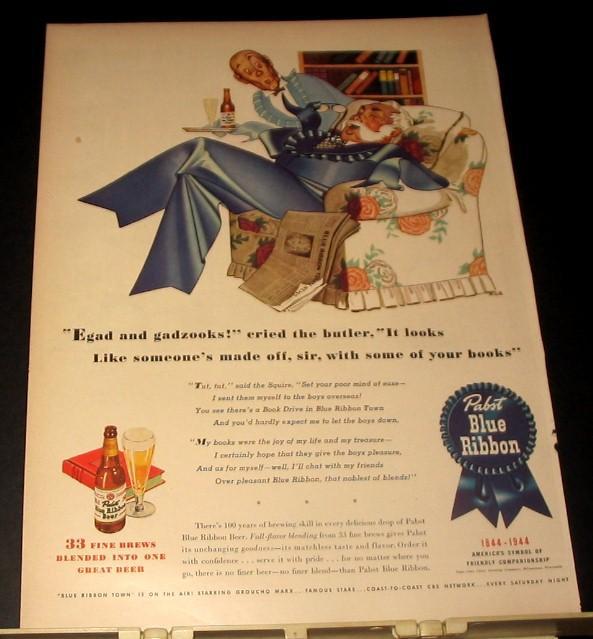 BLUE RIBBON
"Egad and gadzooks!" cried the butler, "It looks
Like someone's made off, sir, with some of your books"
"Tut, tut," said the Squire, "Set your poor mind at ease—
I sent them myself to the boys overseas!
You see there's a Book Drive in Blue Ribbon Town
And you'd hardly expect me to let the boys down.
"My books were the joy of my life and my treasure—
I certainly hope that they give the boys pleasure,
And as for myself—well, I'll chat with my friends
Over pleasant Blue Ribbon, that noblest of blends!"
* * *
Pabst
Blue
Ribbon
Pabst
Blue Ribbon
Beer
33 FINE BREWS
BLENDED INTO ONE
GREAT BEER
There's 100 years of brewing skill in every delicious drop of Pabst
Blue Ribbon Beer. Full-flavor blending from 33 fine brews gives Pabst
its unchanging goodness—its matchless taste and flavor. Order it
with confidence . . . serve it with pride . . . for no matter where you
go, there is no finer beer—no finer blend—than Pabst Blue Ribbon.
1844-1944
AMERICA'S SYMBOL OF
FRIENDLY COMPANIONSHIP
"BLUE RIBBON TOWN" IS ON THE AIR! STARRING GROUCHO MARX... FAMOUS STARS...COAST-TO-COAST CBS NETWORK...EVERY SATURDAY NIGHT